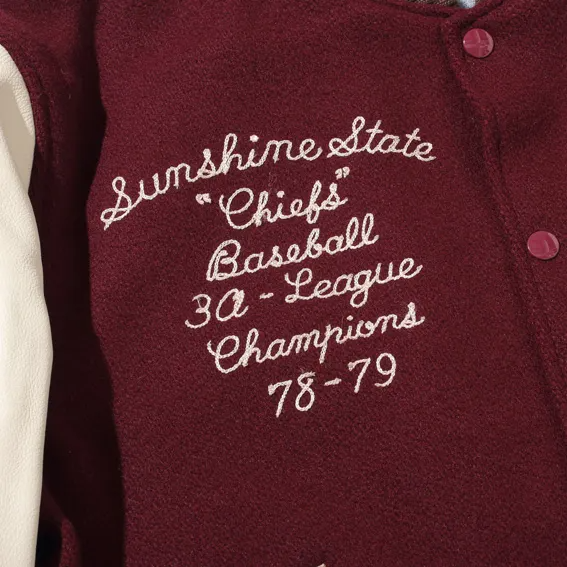 Sunshine State
"Chiefs"
Baseball
3a - League
Champions
78-79